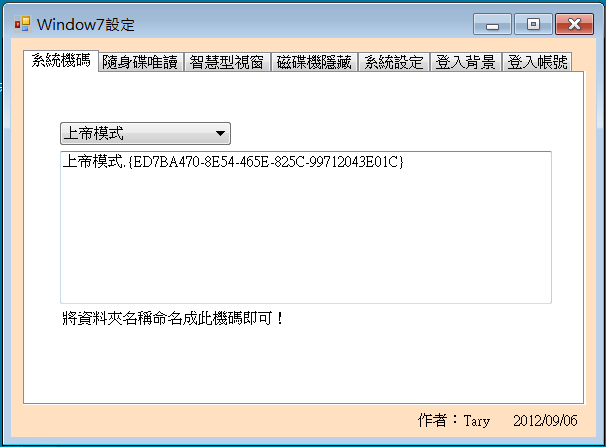 Window7設定
系統機碼 隨身碟唯讀 智慧型視窗 磁碟機隱藏 系統設定 登入背景 登入帳號
上帝模式
上帝模式.{ED7BA470-8E54-465E-825C-99712043E01C}
將資料夾名稱命名成此機碼即可！
作者：Tary 2012/09/06